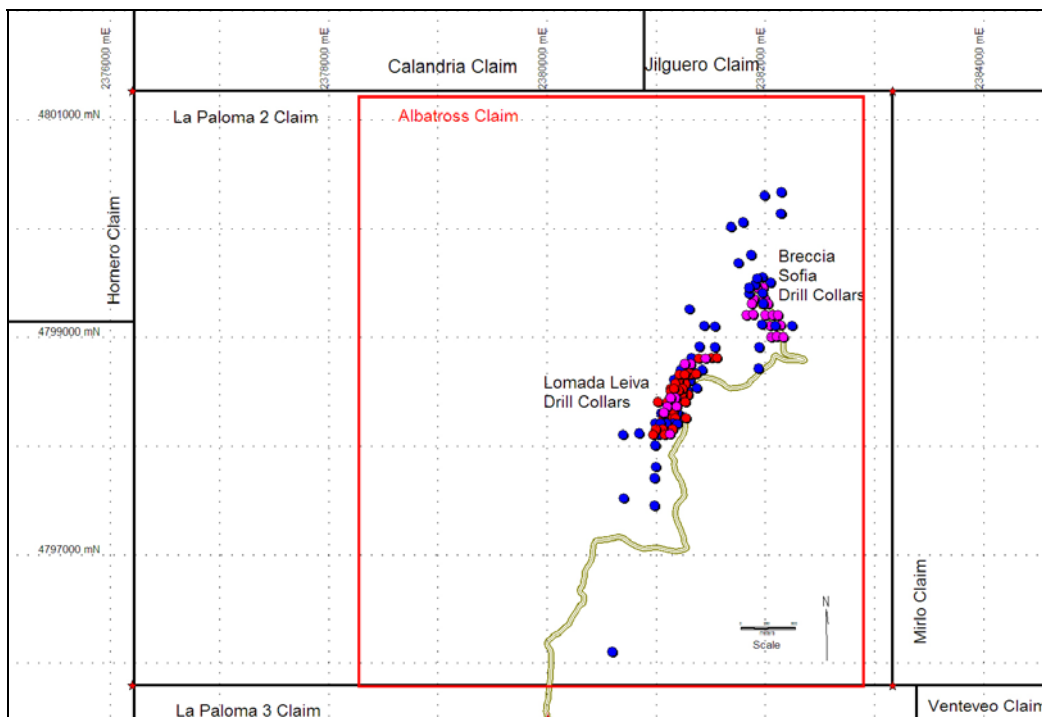 2376000 mE
2378000 mE
2380000 mE
2382000 mE
2384000 mE
Calandria Claim
Jilguero Claim
4801000 mN
La Paloma 2 Claim
Albatross Claim
Hornero Claim
Breccia
Sofia
Drill Collars
4799000 mN
Lomada Leiva
Drill Collars
4797000 mN
Mirlo Claim
N
Scale
La Paloma 3 Claim
Venteveo Claim